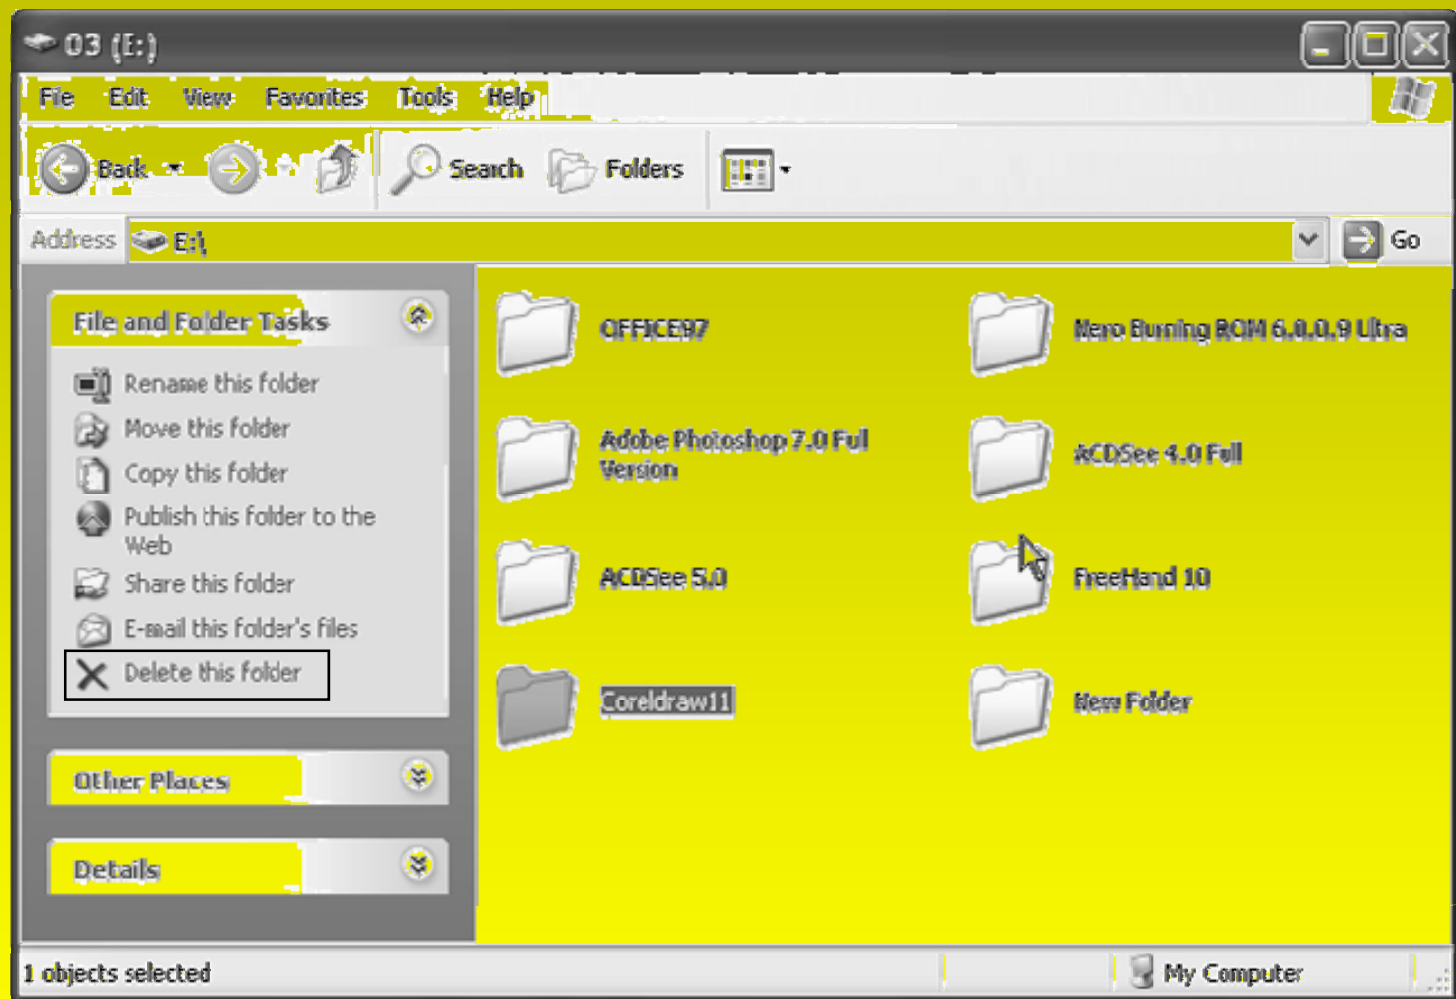 03 (E:)
File Edit View Favorites Tools Help
Back Search Folders
Address E:\ Go
File and Folder Tasks
Rename this folder
Move this folder
Copy this folder
Publish this folder to the
Web
Share this folder
E-mail this folder's files
Delete this folder
Other Places
Details
OFFICE97
Nero Burning ROM 6.0.0.9 Ultra
Adobe Photoshop 7.0 Full
Version
ACDSee 4.0 Full
ACDSee 5.0
FreeHand 10
Coreldraw11
New Folder
1 objects selected
My Computer